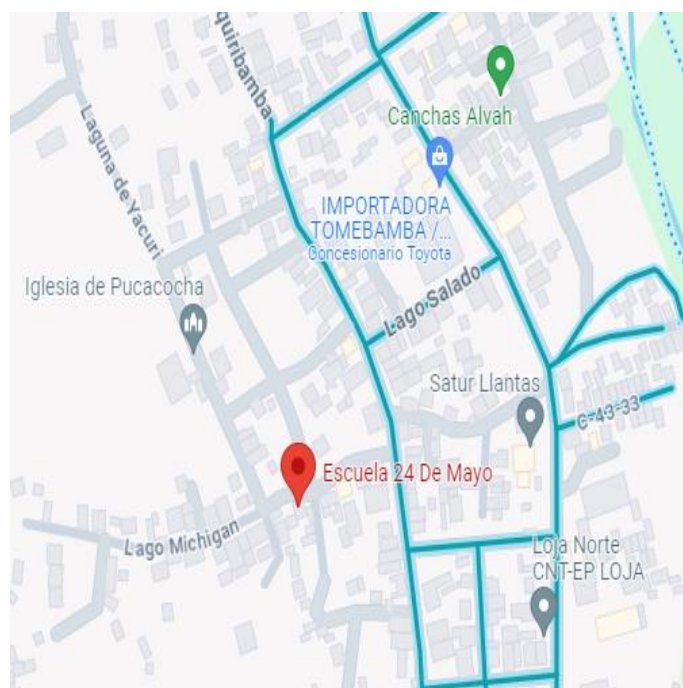 quiribamba
Canchas Alvah
Laguna de Yacuri
IMPORTADORA
TOMEBAMBA /...
Concesionario Toyota
Iglesia de Pucacocha
Lago Salado
Satur Llantas
C-43-33
Escuela 24 De Mayo
Lago Michigan
Loja Norte
CNT-EP LOJA